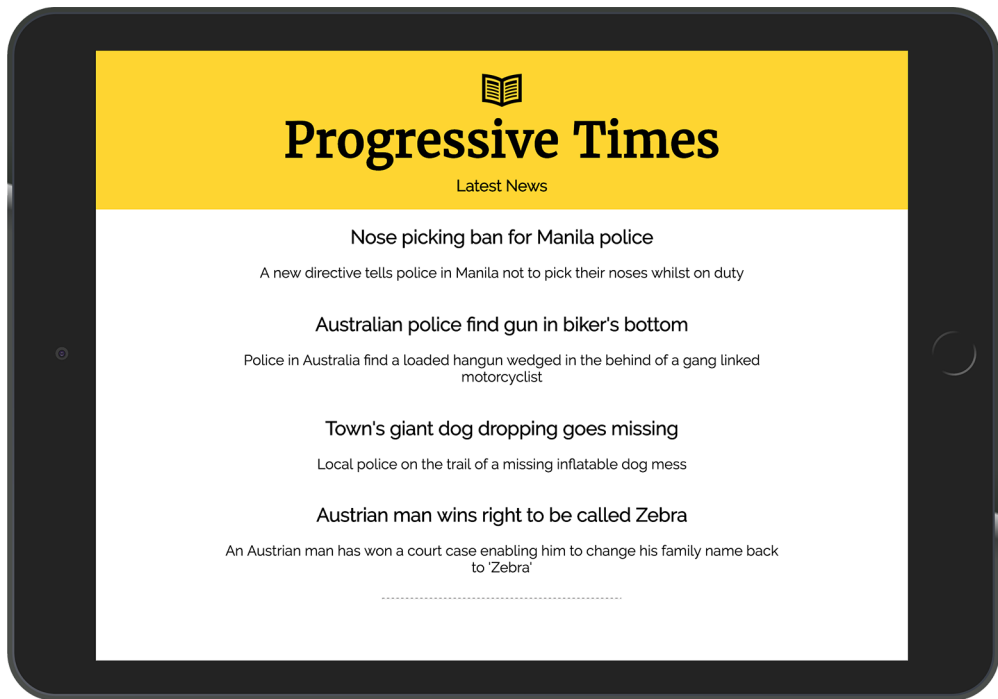 Progressive Times
Latest News
Nose picking ban for Manila police
A new directive tells police in Manila not to pick their noses whilst on duty
Australian police find gun in biker's bottom
Police in Australia find a loaded hangun wedged in the behind of a gang linked
motorcyclist
Town's giant dog dropping goes missing
Local police on the trail of a missing inflatable dog mess
Austrian man wins right to be called Zebra
An Austrian man has won a court case enabling him to change his family name back
to 'Zebra'